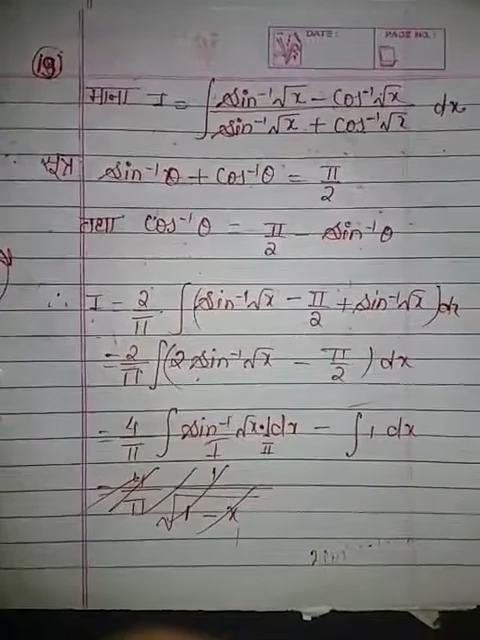 DATE: PAGE NO.:
(ig)
माना I = ∫ (sin⁻¹√x − cos⁻¹√x)/(sin⁻¹√x + cos⁻¹√x) dx
सूत्र sin⁻¹θ + cos⁻¹θ = π/2
तथा cos⁻¹θ = π/2 − sin⁻¹θ
∴ I = 2/π ∫(sin⁻¹√x − π/2 + sin⁻¹√x)dx
= 2/π ∫(2 sin⁻¹√x − π/2) dx
= 4/π ∫ sin⁻¹√x·1 dx − ∫ 1 dx
I II